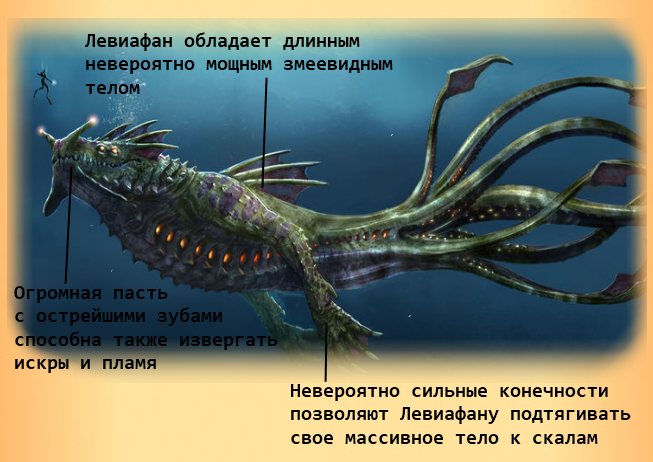 Левиафан обладает длинным
невероятно мощным змеевидным
телом
Огромная пасть
с острейшими зубами
способна также извергать
искры и пламя
Невероятно сильные конечности
позволяют Левиафану подтягивать
свое массивное тело к скалам